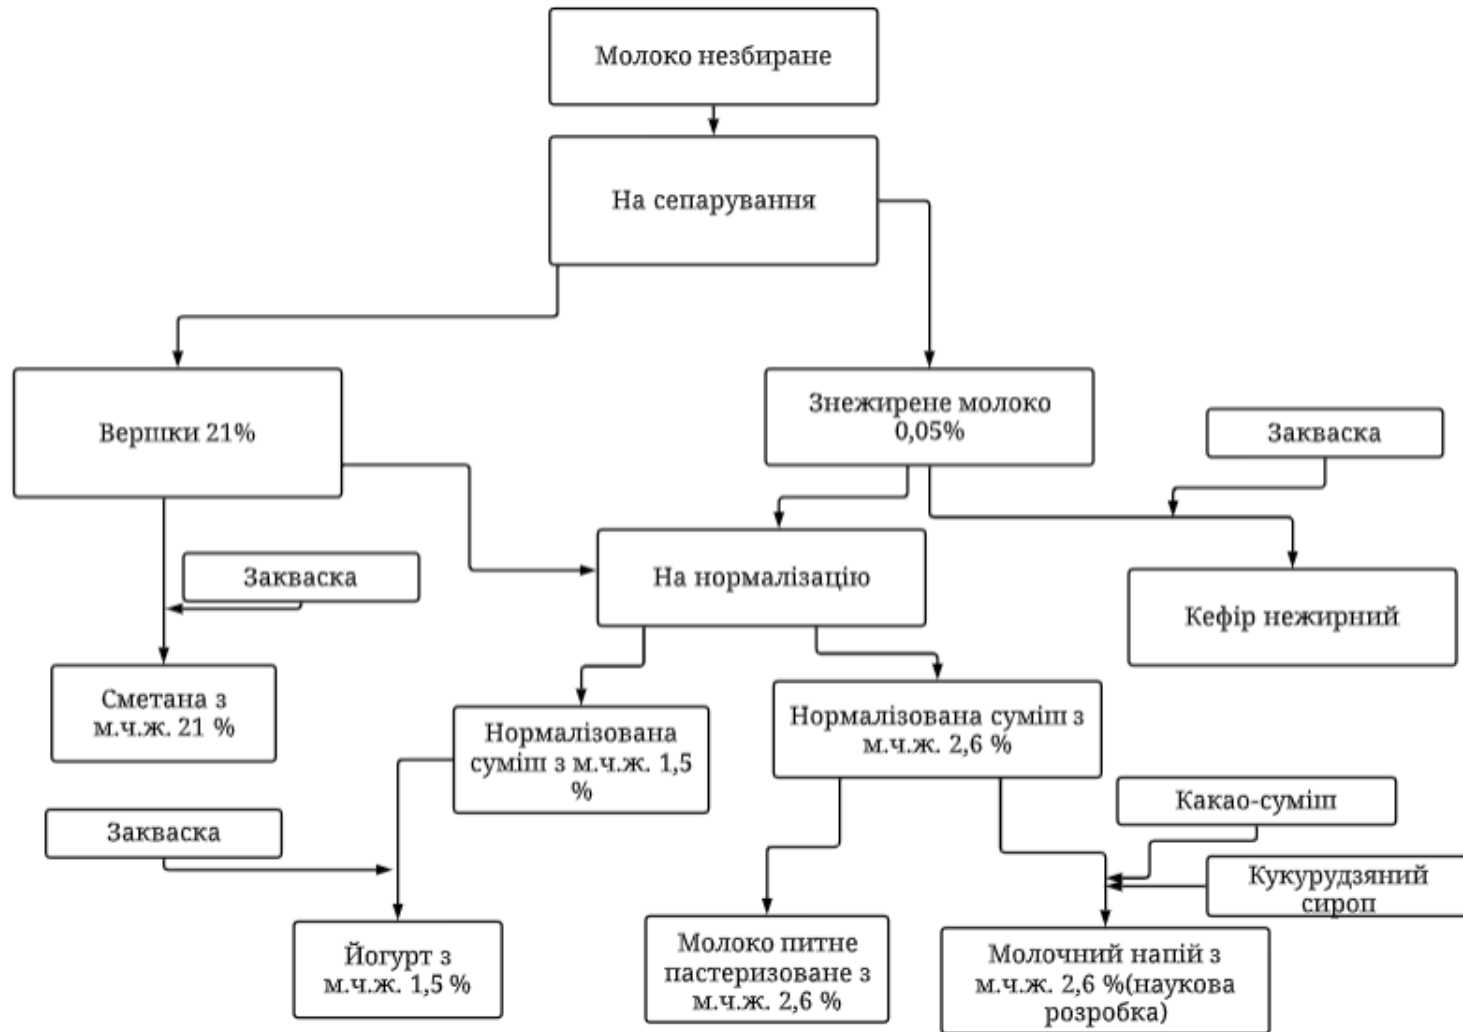 Молоко незбиране
На сепарування
Вершки 21%
Знежирене молоко
0,05%
Закваска
Закваска
На нормалізацію
Кефір нежирний
Сметана з
м.ч.ж. 21 %
Нормалізована
суміш з м.ч.ж. 1,5
%
Нормалізована суміш з
м.ч.ж. 2,6 %
Какао-суміш
Закваска
Кукурудзяний
сироп
Йогурт з
м.ч.ж. 1,5 %
Молоко питне
пастеризоване з
м.ч.ж. 2,6 %
Молочний напій з
м.ч.ж. 2,6 %(наукова
розробка)